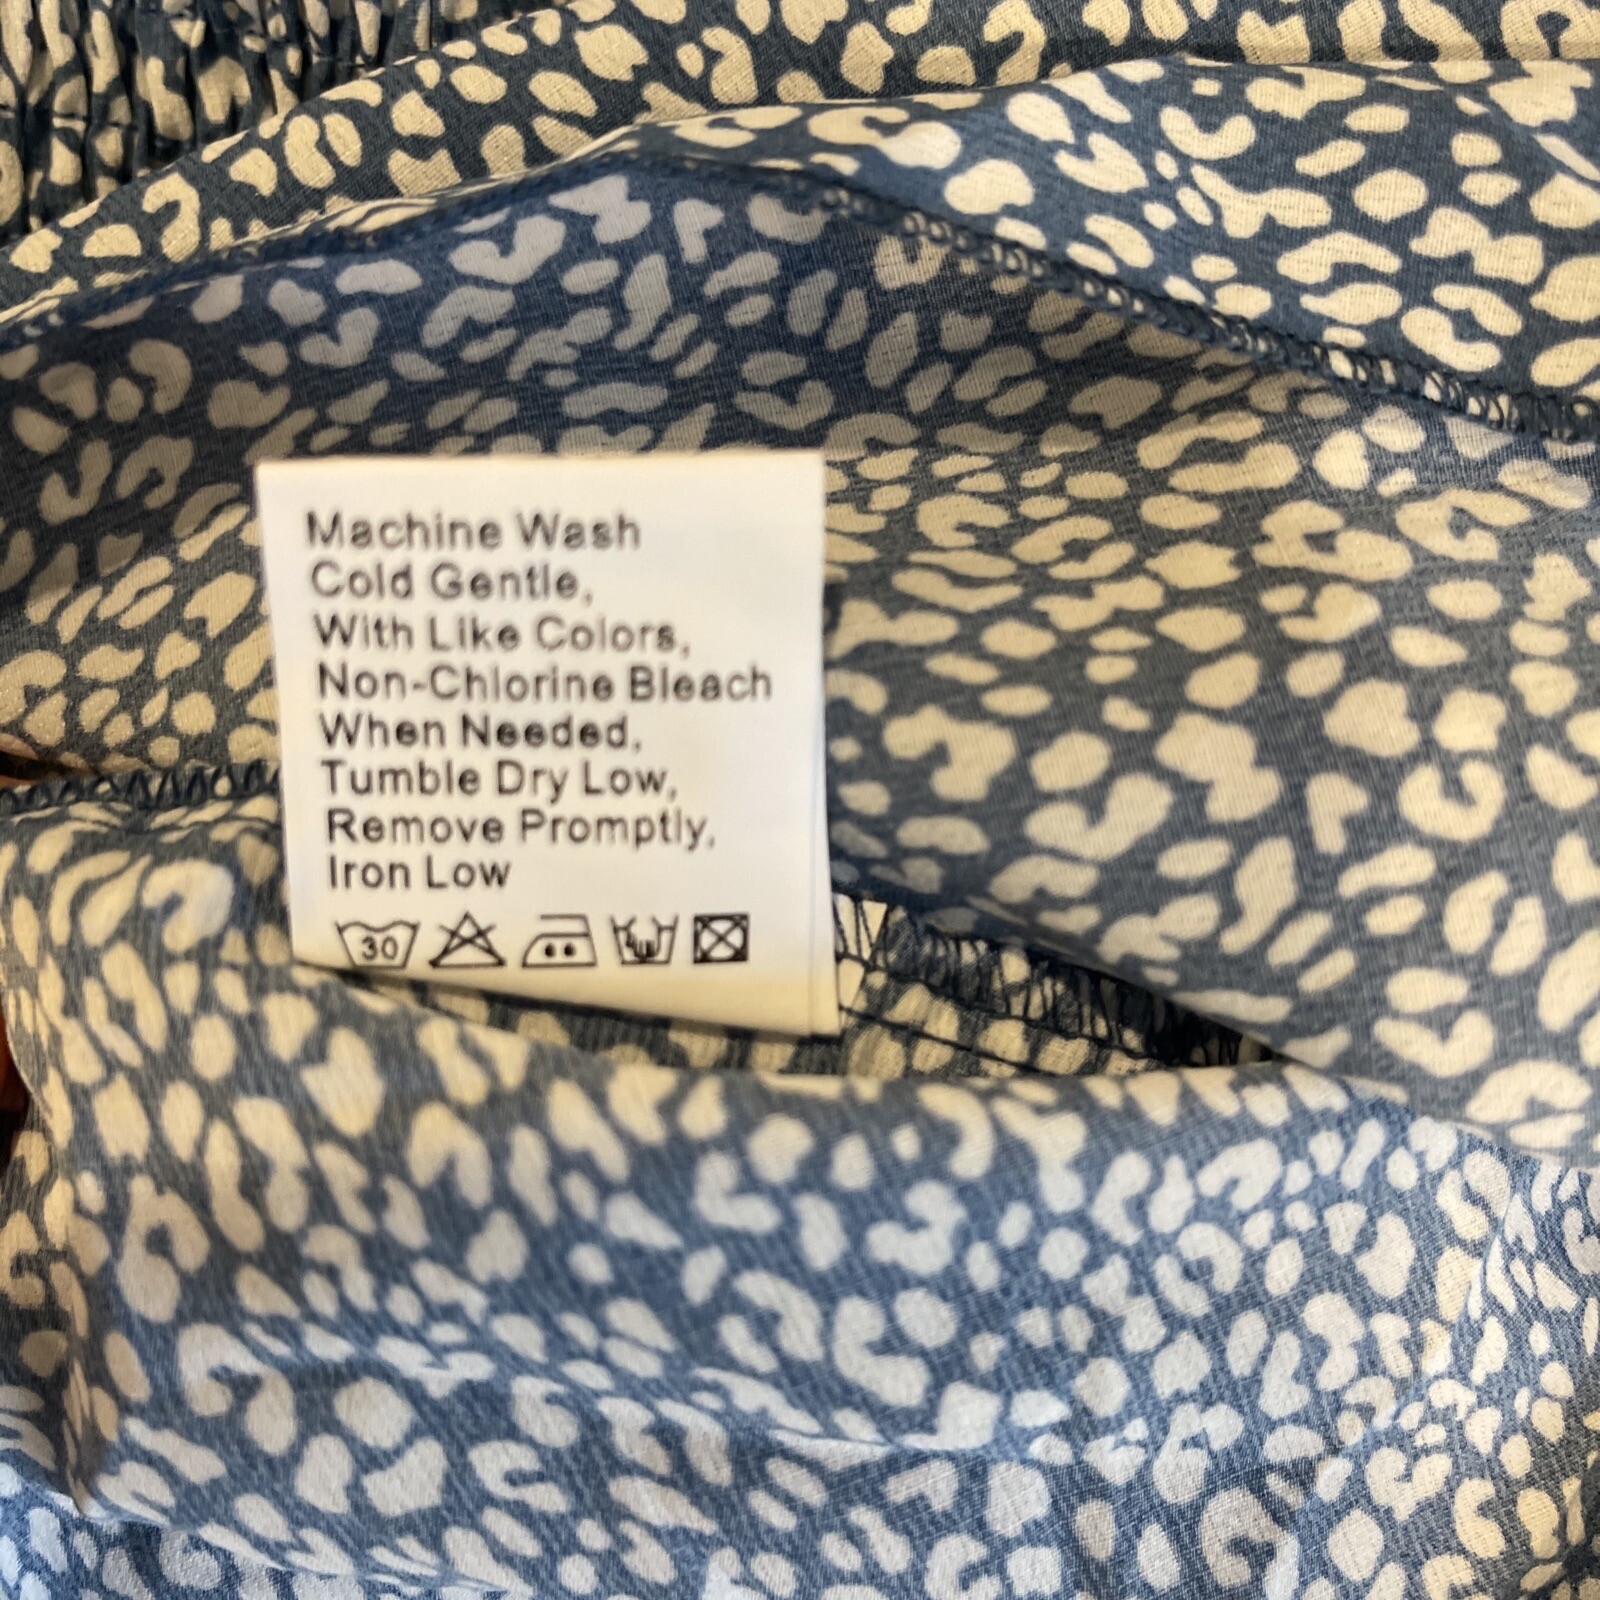 Machine Wash
Cold Gentle,
With Like Colors,
Non-Chlorine Bleach
When Needed,
Tumble Dry Low,
Remove Promptly,
Iron Low
30